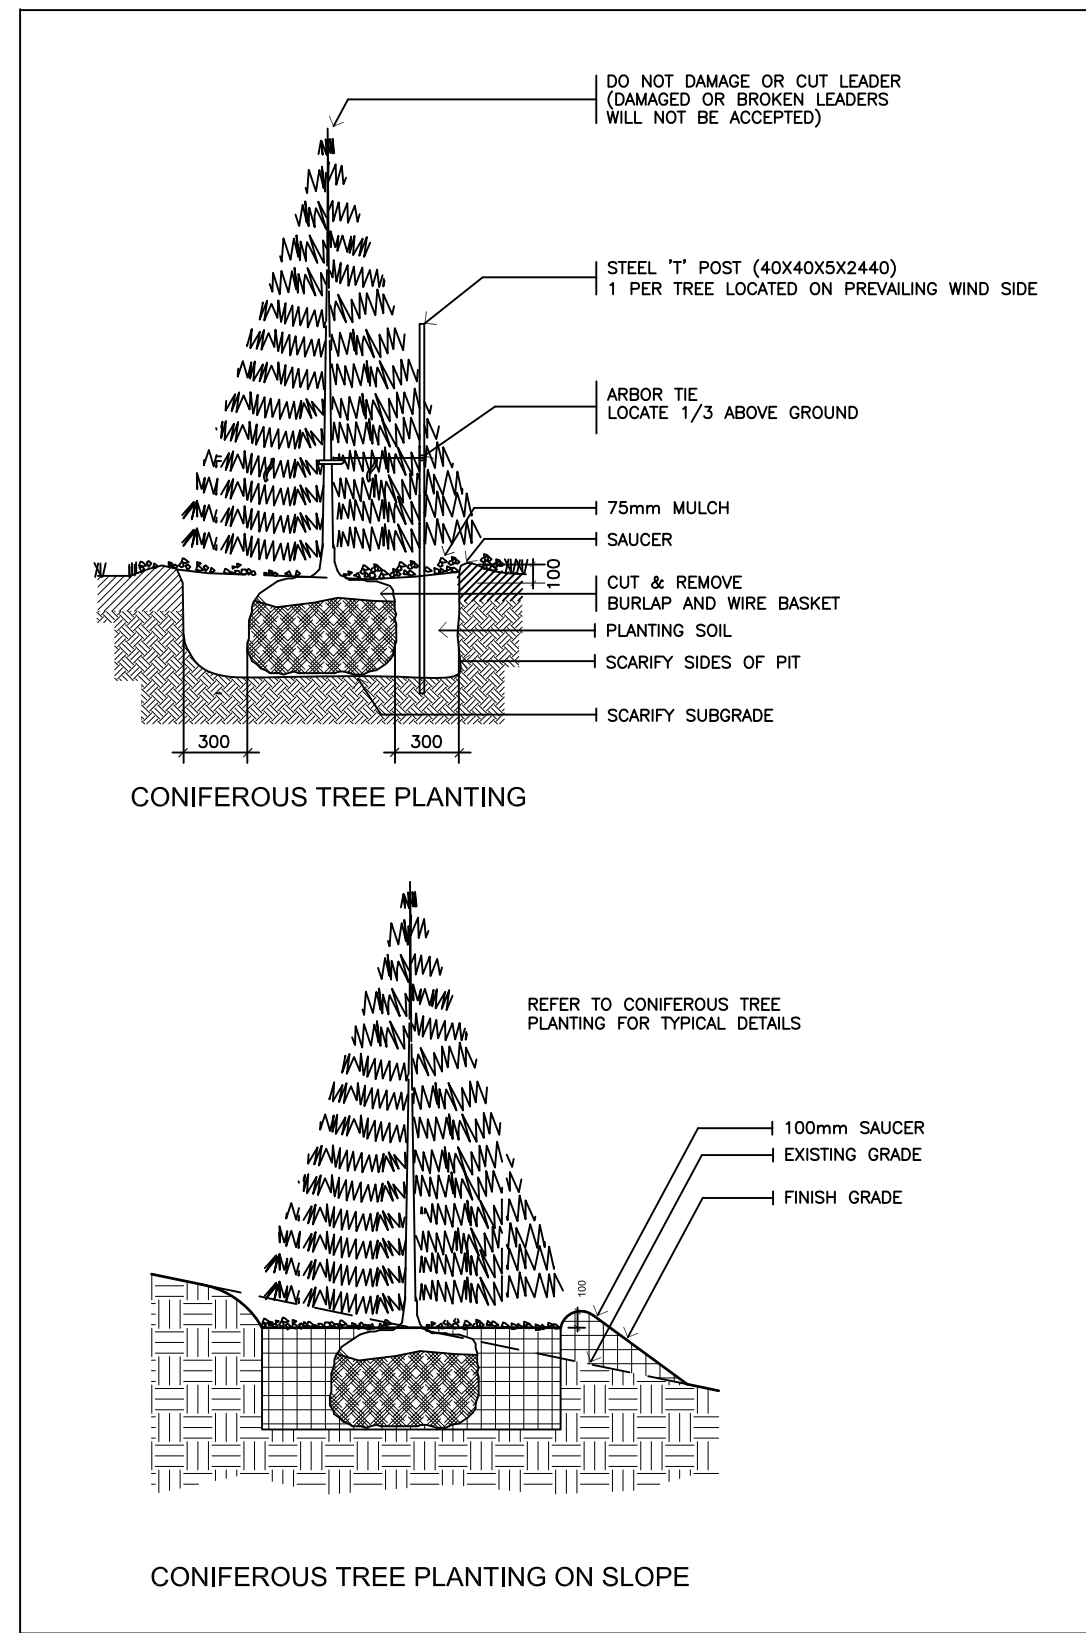 DO NOT DAMAGE OR CUT LEADER
(DAMAGED OR BROKEN LEADERS
WILL NOT BE ACCEPTED)
STEEL 'T' POST (40X40X5X2440)
1 PER TREE LOCATED ON PREVAILING WIND SIDE
ARBOR TIE
LOCATE 1/3 ABOVE GROUND
75mm MULCH
SAUCER
100
CUT & REMOVE
BURLAP AND WIRE BASKET
PLANTING SOIL
SCARIFY SIDES OF PIT
SCARIFY SUBGRADE
300
300
CONIFEROUS TREE PLANTING
REFER TO CONIFEROUS TREE
PLANTING FOR TYPICAL DETAILS
100mm SAUCER
EXISTING GRADE
FINISH GRADE
100
CONIFEROUS TREE PLANTING ON SLOPE